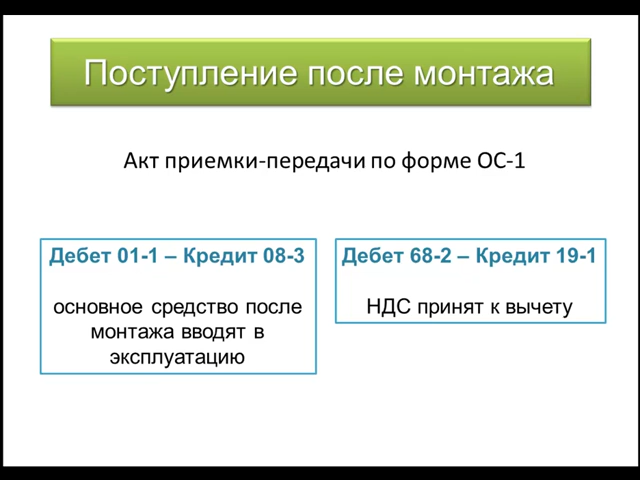 Поступление после монтажа
Акт приемки-передачи по форме ОС-1
Дебет 01-1 – Кредит 08-3
основное средство после
монтажа вводят в
эксплуатацию
Дебет 68-2 – Кредит 19-1
НДС принят к вычету